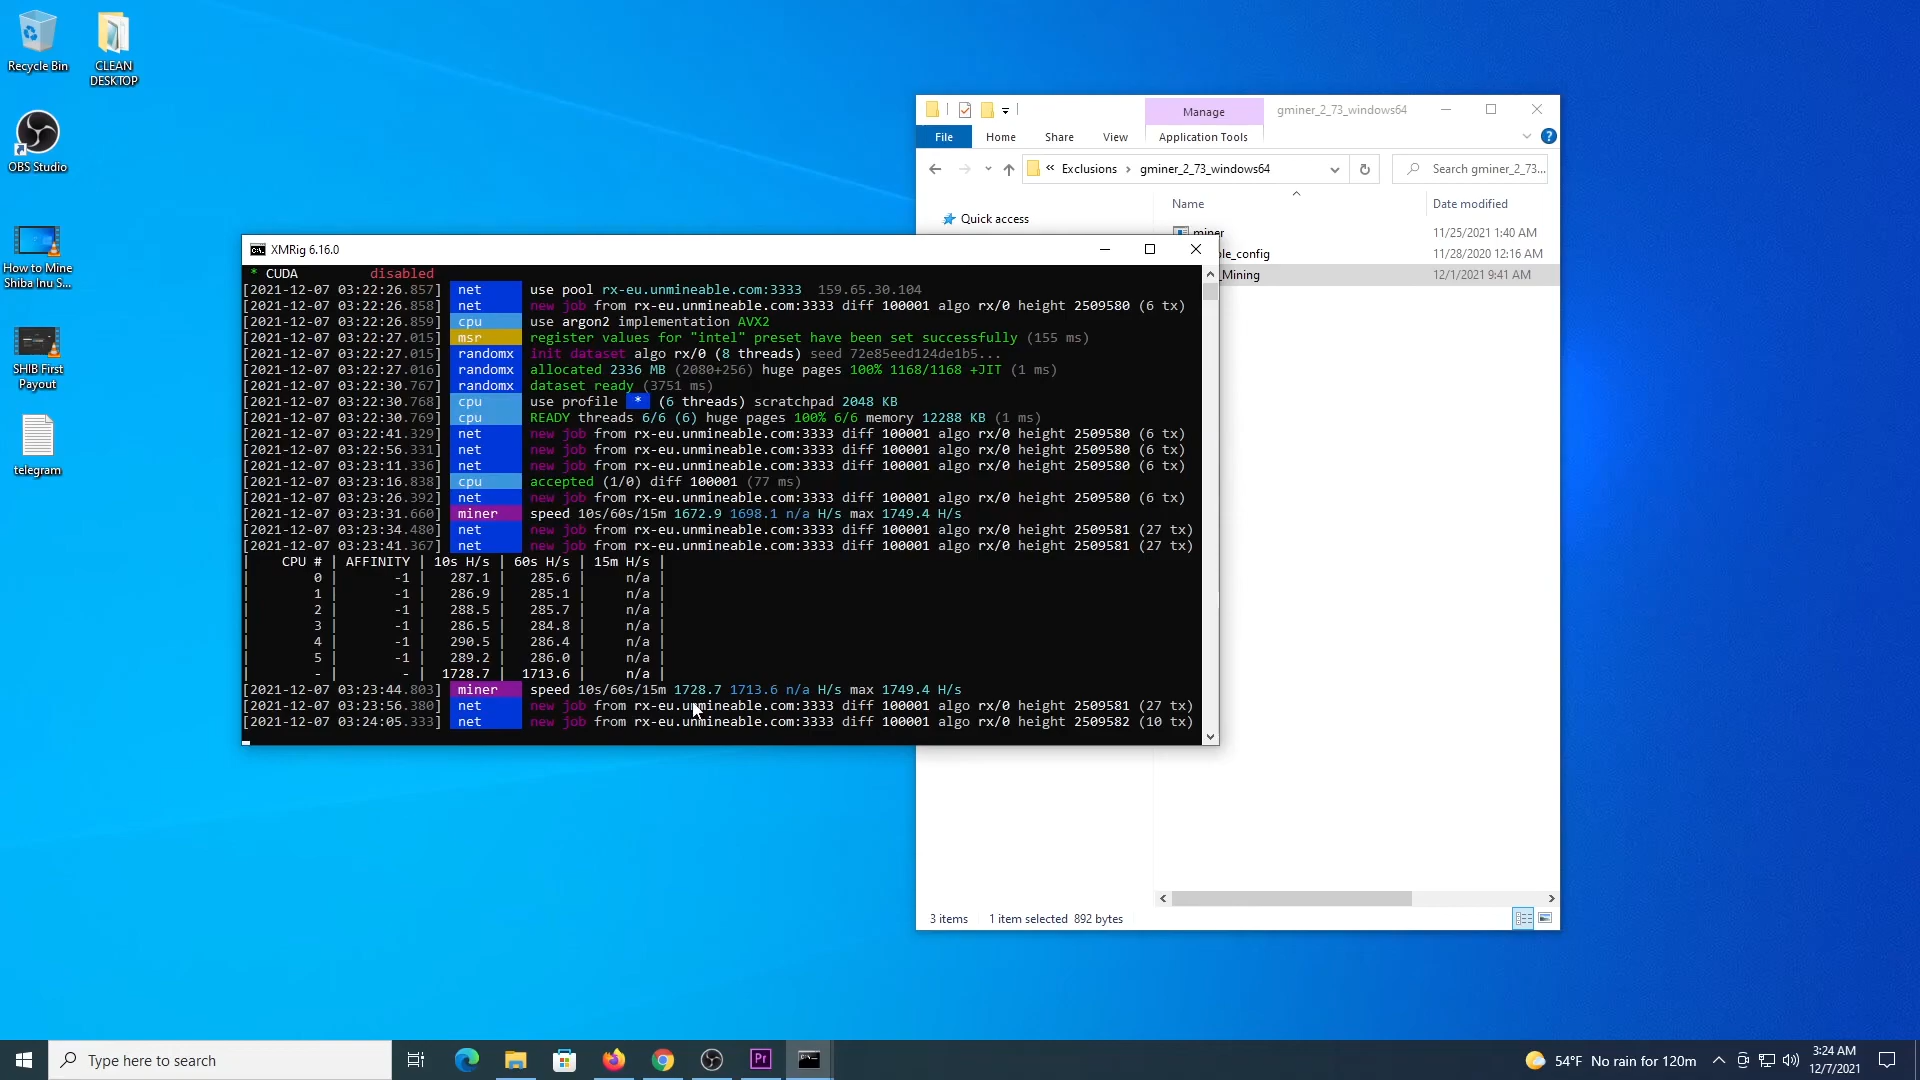 Recycle Bin
CLEAN DESKTOP
OBS Studio
How to Mine Shiba Inu S...
SHIB First Payout
telegram
Manage
gminer_2_73_windows64
File
Home
Share
View
Application Tools
« Exclusions › gminer_2_73_windows64
Search gminer_2_73...
Name
Date modified
Quick access
miner
11/25/2021 1:40 AM
le_config
11/28/2020 12:16 AM
_Mining
12/1/2021 9:41 AM
3 items
1 item selected 892 bytes
XMRig 6.16.0
* CUDA disabled
[2021-12-07 03:22:26.857] net use pool rx-eu.unmineable.com:3333 159.65.30.104
[2021-12-07 03:22:26.858] net new job from rx-eu.unmineable.com:3333 diff 100001 algo rx/0 height 2509580 (6 tx)
[2021-12-07 03:22:26.859] cpu use argon2 implementation AVX2
[2021-12-07 03:22:27.015] msr register values for "intel" preset have been set successfully (155 ms)
[2021-12-07 03:22:27.015] randomx init dataset algo rx/0 (8 threads) seed 72e85eed124de1b5...
[2021-12-07 03:22:27.016] randomx allocated 2336 MB (2080+256) huge pages 100% 1168/1168 +JIT (1 ms)
[2021-12-07 03:22:30.767] randomx dataset ready (3751 ms)
[2021-12-07 03:22:30.768] cpu use profile * (6 threads) scratchpad 2048 KB
[2021-12-07 03:22:30.769] cpu READY threads 6/6 (6) huge pages 100% 6/6 memory 12288 KB (1 ms)
[2021-12-07 03:22:41.329] net new job from rx-eu.unmineable.com:3333 diff 100001 algo rx/0 height 2509580 (6 tx)
[2021-12-07 03:22:56.331] net new job from rx-eu.unmineable.com:3333 diff 100001 algo rx/0 height 2509580 (6 tx)
[2021-12-07 03:23:11.336] net new job from rx-eu.unmineable.com:3333 diff 100001 algo rx/0 height 2509580 (6 tx)
[2021-12-07 03:23:16.838] cpu accepted (1/0) diff 100001 (77 ms)
[2021-12-07 03:23:26.392] net new job from rx-eu.unmineable.com:3333 diff 100001 algo rx/0 height 2509580 (6 tx)
[2021-12-07 03:23:31.660] miner speed 10s/60s/15m 1672.9 1698.1 n/a H/s max 1749.4 H/s
[2021-12-07 03:23:34.480] net new job from rx-eu.unmineable.com:3333 diff 100001 algo rx/0 height 2509581 (27 tx)
[2021-12-07 03:23:41.367] net new job from rx-eu.unmineable.com:3333 diff 100001 algo rx/0 height 2509581 (27 tx)
| CPU # | AFFINITY | 10s H/s | 60s H/s | 15m H/s |
| 0 | -1 | 287.1 | 285.6 | n/a |
| 1 | -1 | 286.9 | 285.1 | n/a |
| 2 | -1 | 288.5 | 285.7 | n/a |
| 3 | -1 | 286.5 | 284.8 | n/a |
| 4 | -1 | 290.5 | 286.4 | n/a |
| 5 | -1 | 289.2 | 286.0 | n/a |
| - | - | 1728.7 | 1713.6 | n/a |
[2021-12-07 03:23:44.803] miner speed 10s/60s/15m 1728.7 1713.6 n/a H/s max 1749.4 H/s
[2021-12-07 03:23:56.380] net new job from rx-eu.unmineable.com:3333 diff 100001 algo rx/0 height 2509581 (27 tx)
[2021-12-07 03:24:05.333] net new job from rx-eu.unmineable.com:3333 diff 100001 algo rx/0 height 2509582 (10 tx)
Type here to search
Pr
54°F No rain for 120m
3:24 AM
12/7/2021